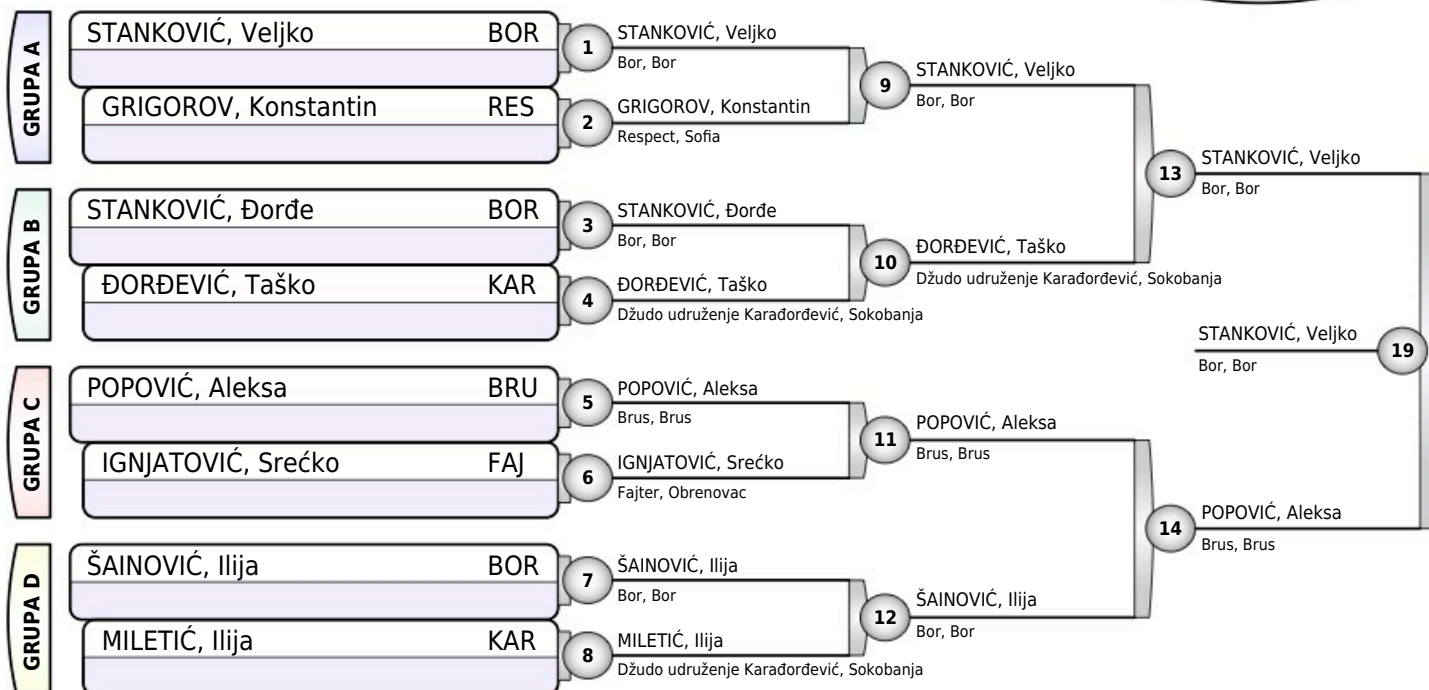 GRUPA A
STANKOVIĆ, Veljko BOR
GRIGOROV, Konstantin RES
1
STANKOVIĆ, Veljko
Bor, Bor
2
GRIGOROV, Konstantin
Respect, Sofia
9
STANKOVIĆ, Veljko
Bor, Bor
GRUPA B
STANKOVIĆ, Đorđe BOR
ĐORĐEVIĆ, Taško KAR
3
STANKOVIĆ, Đorđe
Bor, Bor
4
ĐORĐEVIĆ, Taško
Džudo udruženje Karađorđević, Sokobanja
10
ĐORĐEVIĆ, Taško
Džudo udruženje Karađorđević, Sokobanja
13
STANKOVIĆ, Veljko
Bor, Bor
STANKOVIĆ, Veljko
Bor, Bor
19
GRUPA C
POPOVIĆ, Aleksa BRU
IGNJATOVIĆ, Srećko FAJ
5
POPOVIĆ, Aleksa
Brus, Brus
6
IGNJATOVIĆ, Srećko
Fajter, Obrenovac
11
POPOVIĆ, Aleksa
Brus, Brus
14
POPOVIĆ, Aleksa
Brus, Brus
GRUPA D
ŠAINOVIĆ, Ilija BOR
MILETIĆ, Ilija KAR
7
ŠAINOVIĆ, Ilija
Bor, Bor
8
MILETIĆ, Ilija
Džudo udruženje Karađorđević, Sokobanja
12
ŠAINOVIĆ, Ilija
Bor, Bor